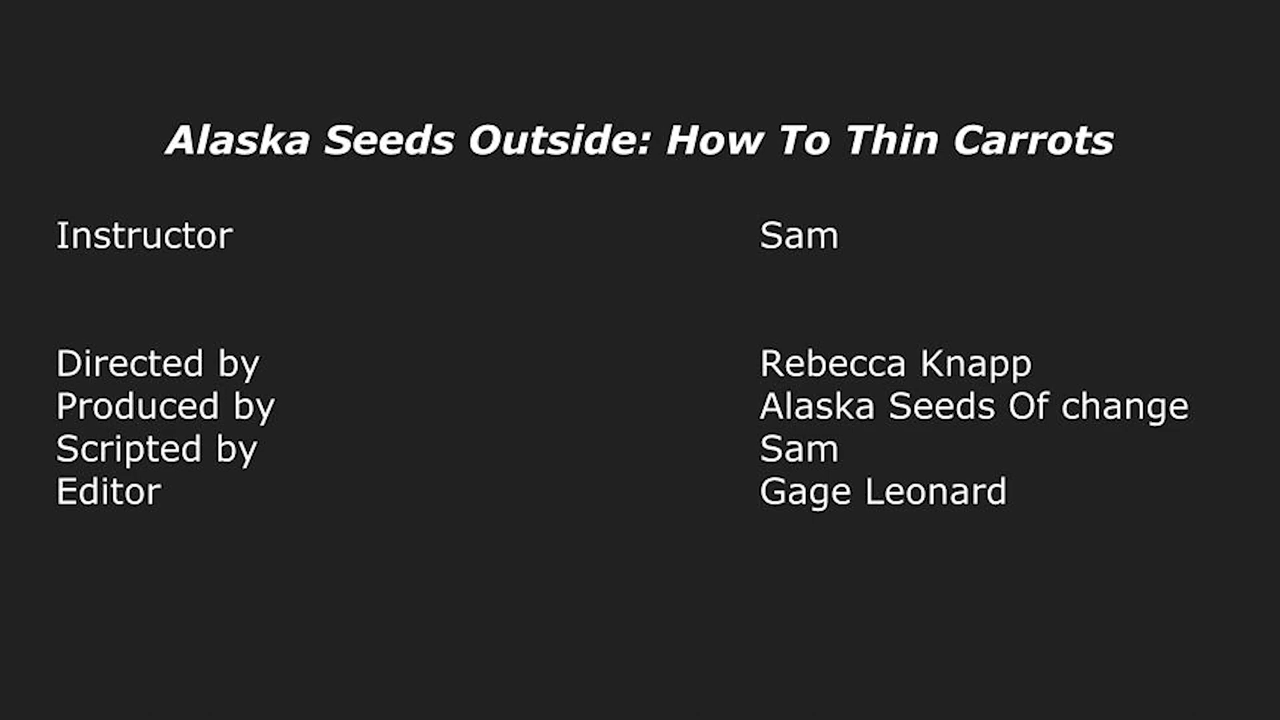 Alaska Seeds Outside: How To Thin Carrots
Instructor Sam
Directed by Rebecca Knapp
Produced by Alaska Seeds Of change
Scripted by Sam
Editor Gage Leonard